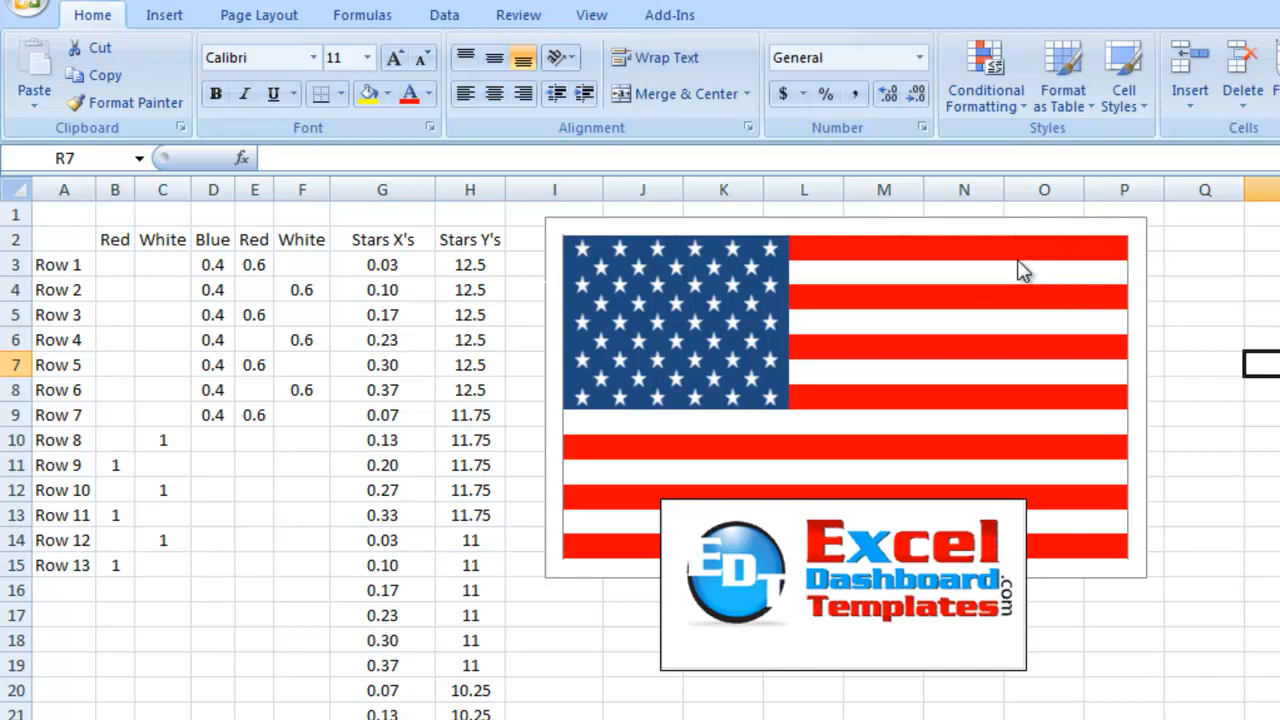 Home Insert Page Layout Formulas Data Review View Add-Ins
Cut
Copy
Paste
Format Painter
Clipboard
Calibri 11 A A
B I U A
Font
Wrap Text
Merge & Center
Alignment
General
$ % , .0 .00 .00 .0
Number
Conditional Formatting
Format as Table
Cell Styles
Styles
Insert Delete
Cells
R7 fx
A B C D E F G H I J K L M N O P Q
1
2 Red White Blue Red White Stars X's Stars Y's
3 Row 1 0.4 0.6 0.03 12.5
4 Row 2 0.4 0.6 0.10 12.5
5 Row 3 0.4 0.6 0.17 12.5
6 Row 4 0.4 0.6 0.23 12.5
7 Row 5 0.4 0.6 0.30 12.5
8 Row 6 0.4 0.6 0.37 12.5
9 Row 7 0.4 0.6 0.07 11.75
10 Row 8 1 0.13 11.75
11 Row 9 1 0.20 11.75
12 Row 10 1 0.27 11.75
13 Row 11 1 0.33 11.75
14 Row 12 1 0.03 11
15 Row 13 1 0.10 11
16 0.17 11
17 0.23 11
18 0.30 11
19 0.37 11
20 0.07 10.25
21 0.13 10.25
EDT
Excel
Dashboard
Templates
.com